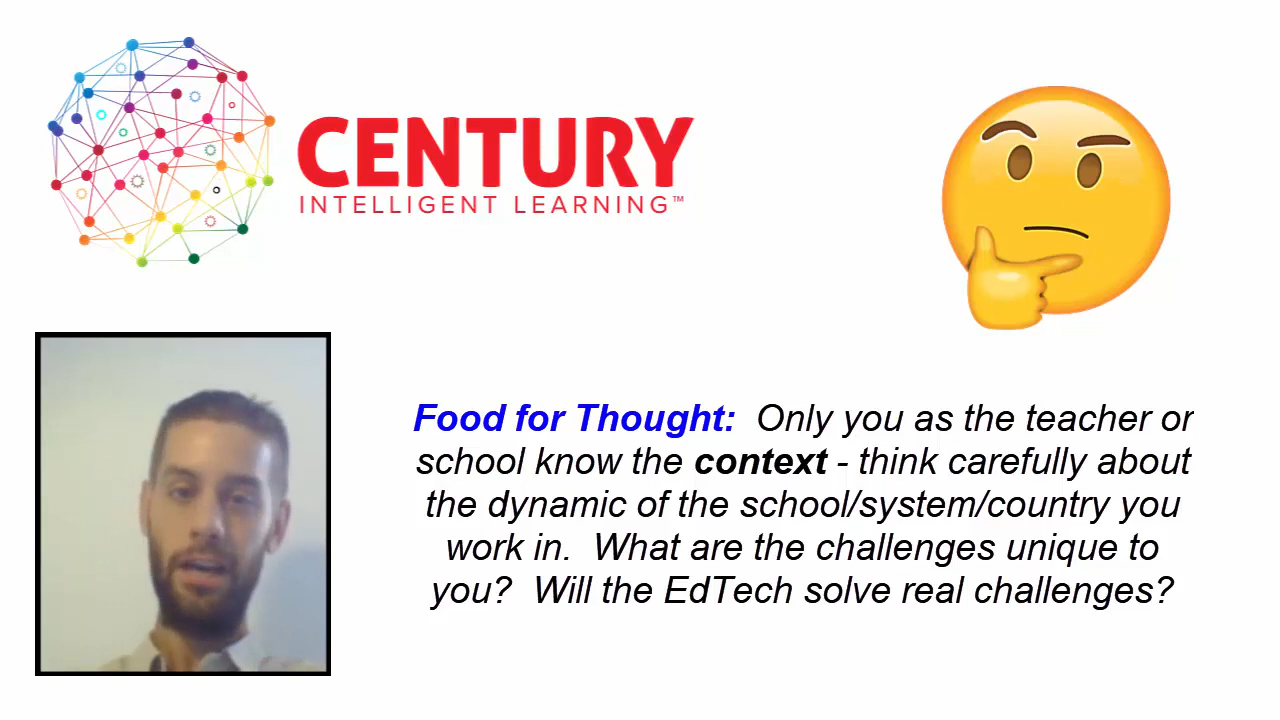 CENTURY
INTELLIGENT LEARNING™
Food for Thought: Only you as the teacher or
school know the context - think carefully about
the dynamic of the school/system/country you
work in. What are the challenges unique to
you? Will the EdTech solve real challenges?